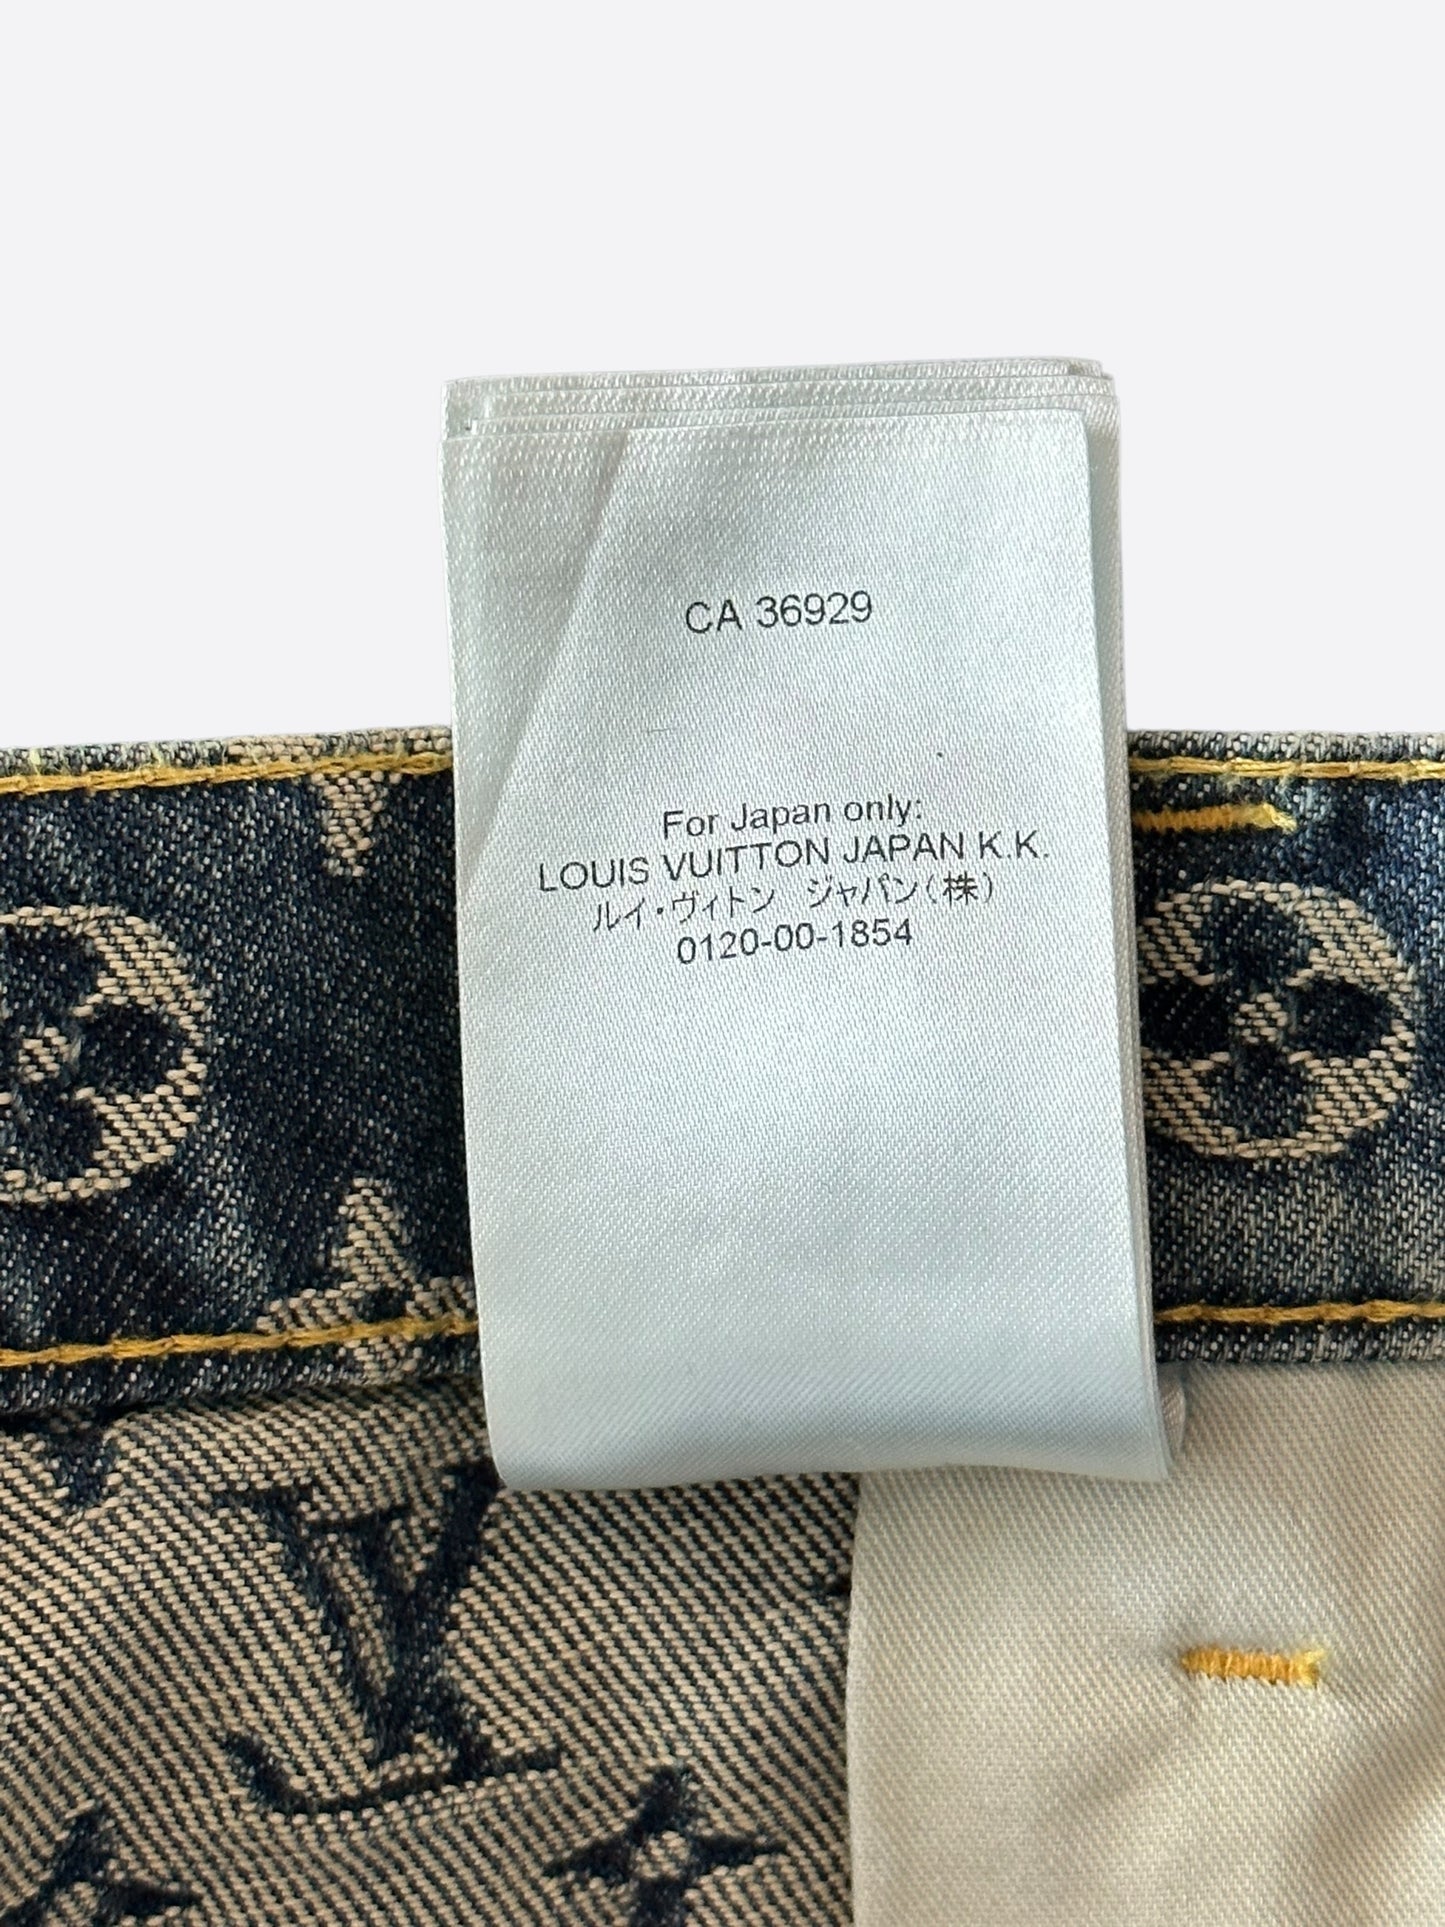 CA 36929
For Japan only:
LOUIS VUITTON JAPAN K.K.
ルイ・ヴィトン ジャパン(株)
0120-00-1854
LV